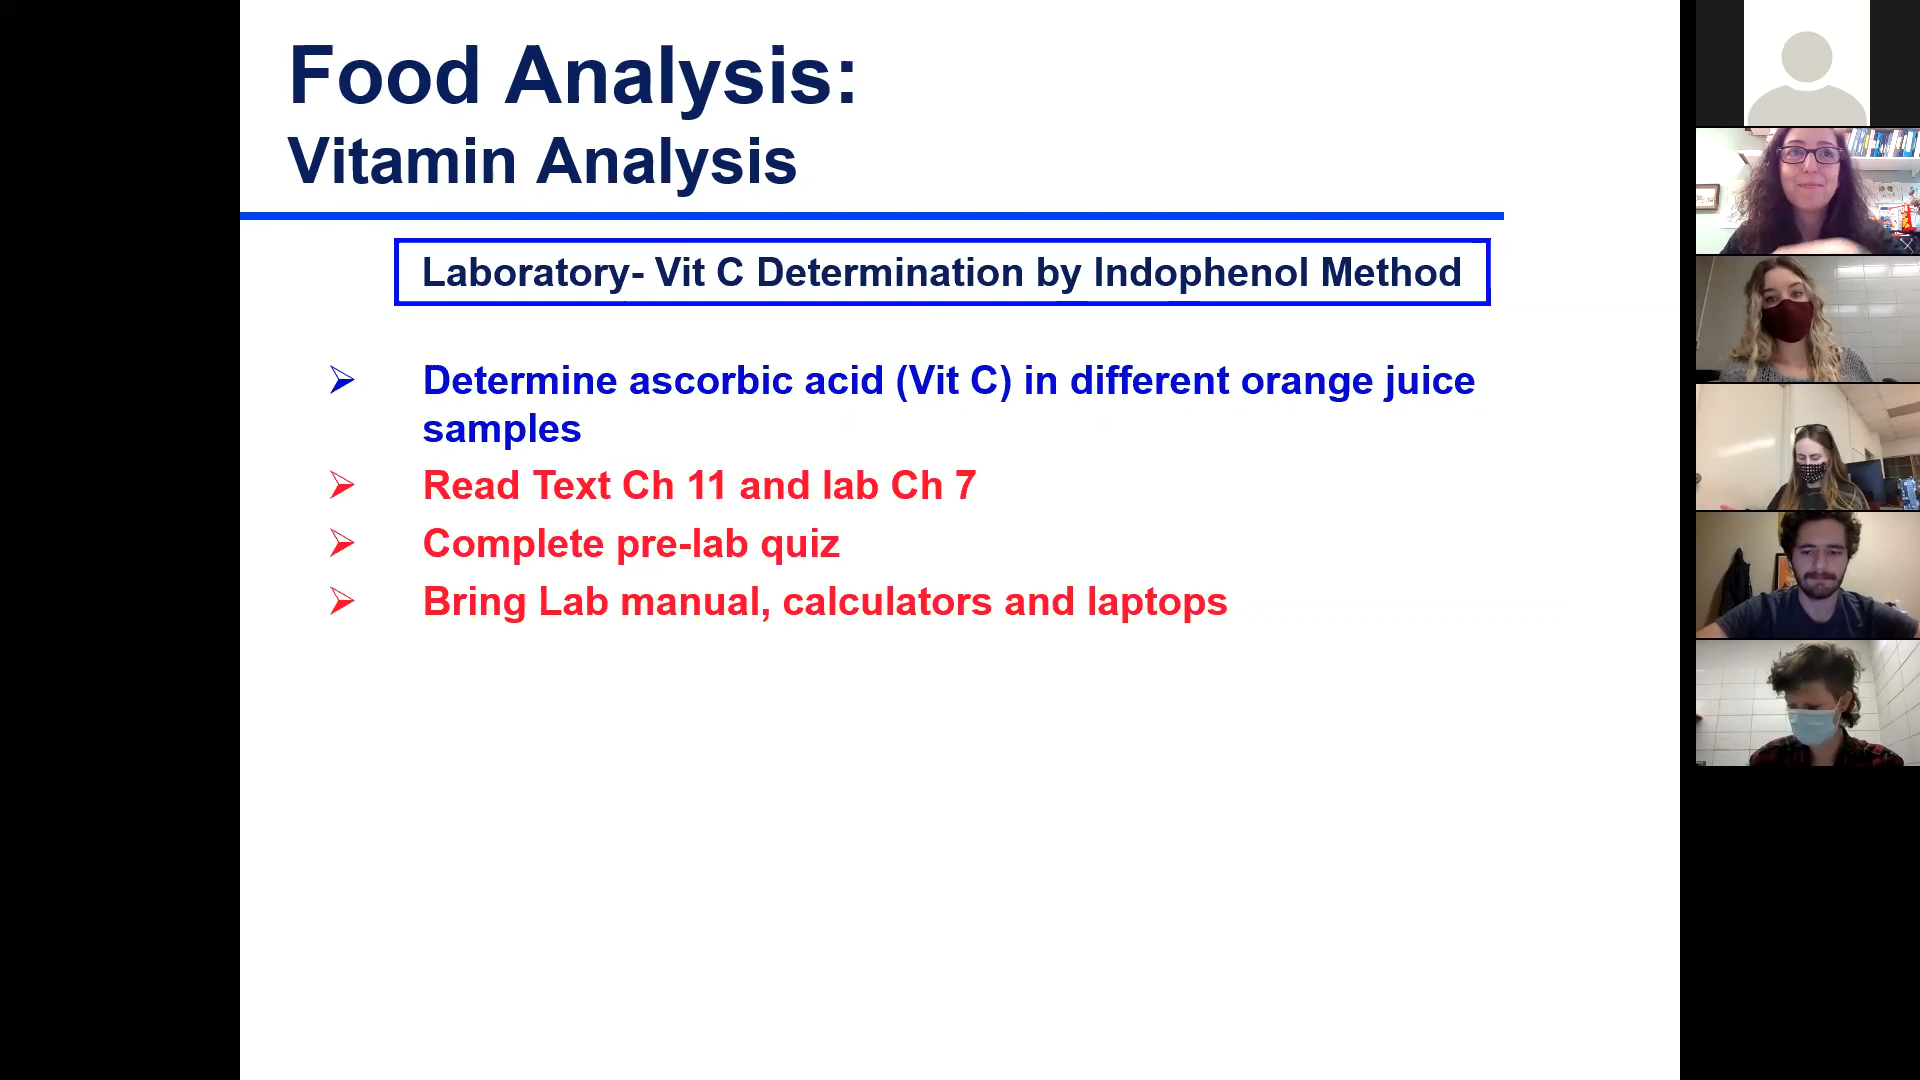 Food Analysis:
Vitamin Analysis
Laboratory- Vit C Determination by Indophenol Method
Determine ascorbic acid (Vit C) in different orange juice
samples
Read Text Ch 11 and lab Ch 7
Complete pre-lab quiz
Bring Lab manual, calculators and laptops